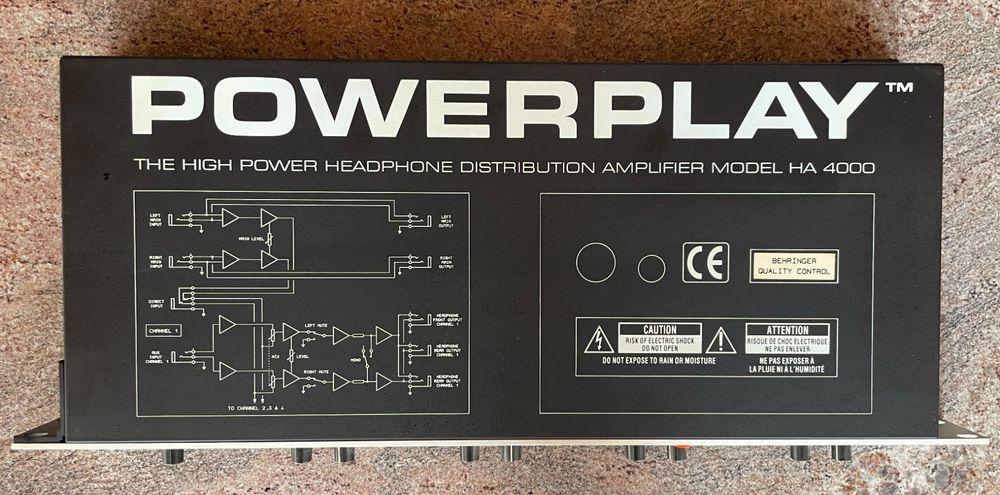 POWERPLAY™
THE HIGH POWER HEADPHONE DISTRIBUTION AMPLIFIER MODEL HA 4000
LEFT
MAIN
INPUT
LEFT
MAIN
OUTPUT
MAIN LEVEL
RIGHT
MAIN
INPUT
RIGHT
MAIN
OUTPUT
DIRECT
INPUT
CHANNEL 1
LEFT MUTE
HEADPHONE
FRONT OUTPUT
CHANNEL 1
AUX
INPUT
CHANNEL 1
MIX
LEVEL
MONO
HEADPHONE
REAR OUTPUT
CHANNEL 1
RIGHT MUTE
HEADPHONE
REAR OUTPUT
CHANNEL 1
TO CHANNEL 2,3 & 4
CE
BEHRINGER
QUALITY CONTROL
CAUTION
RISK OF ELECTRIC SHOCK
DO NOT OPEN
DO NOT EXPOSE TO RAIN OR MOISTURE
ATTENTION
RISQUE DE CHOC ELECTRIQUE
NE PAS ENLEVER
NE PAS EXPOSER À
LA PLUIE NI À L'HUMIDITÉ